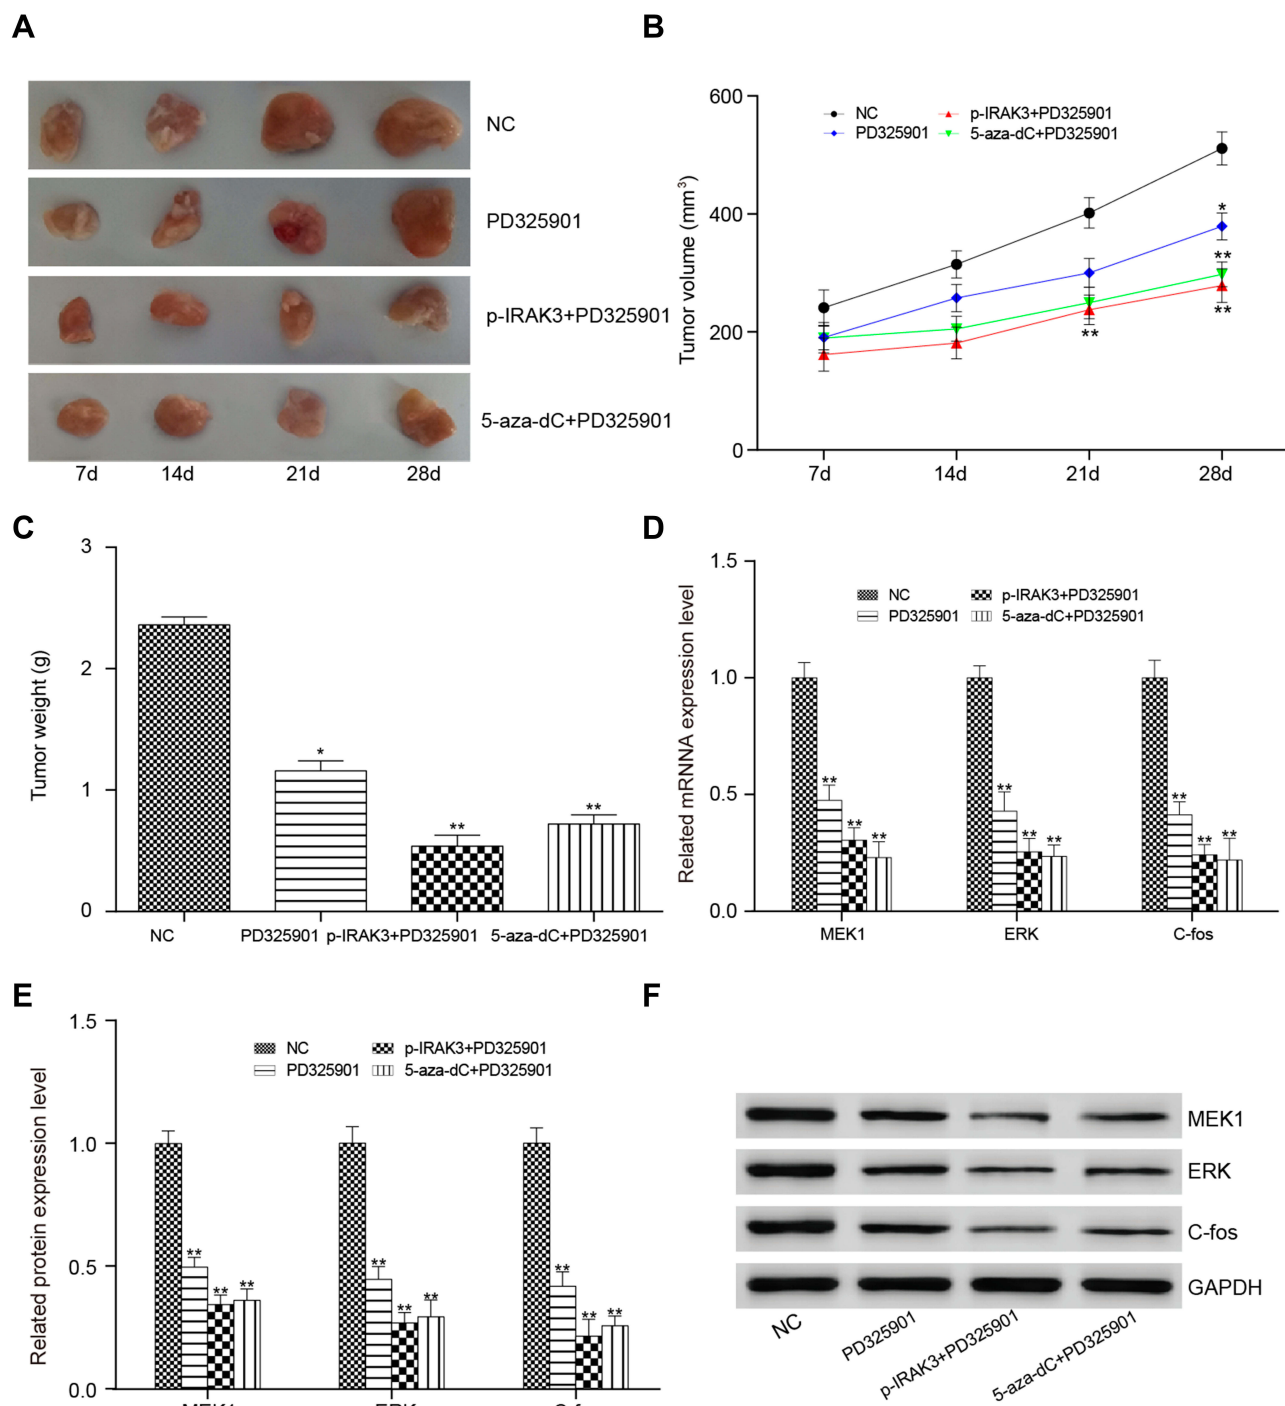 A
NC
PD325901
p-IRAK3+PD325901
5-aza-dC+PD325901
7d 14d 21d 28d
B
Tumor volume (mm³)
600
400
200
0
NC p-IRAK3+PD325901
PD325901 5-aza-dC+PD325901
*
**
**
**
7d 14d 21d 28d
C
Tumor weight (g)
3
2
1
0
*
**
**
NC PD325901 p-IRAK3+PD325901 5-aza-dC+PD325901
D
Related mRNNA expression level
1.5
1.0
0.5
0.0
NC p-IRAK3+PD325901
PD325901 5-aza-dC+PD325901
** ** ** ** ** ** ** ** **
MEK1 ERK C-fos
E
Related protein expression level
1.5
1.0
0.5
0.0
NC p-IRAK3+PD325901
PD325901 5-aza-dC+PD325901
** ** ** ** ** ** ** ** **
F
MEK1
ERK
C-fos
GAPDH
NC PD325901 p-IRAK3+PD325901 5-aza-dC+PD325901